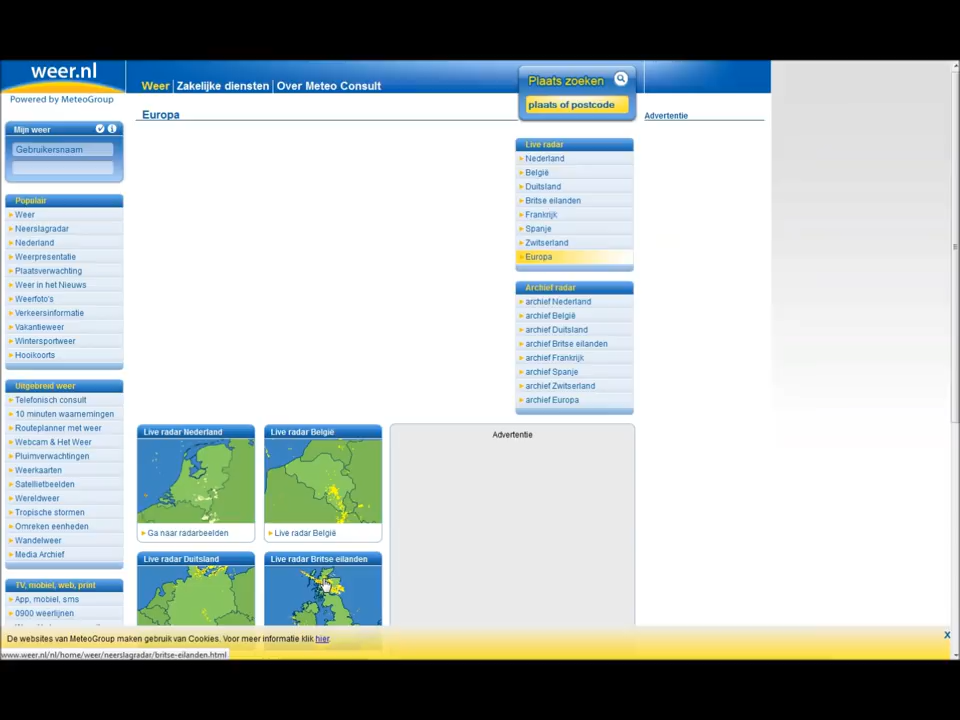 weer.nl
Powered by MeteoGroup
Weer | Zakelijke diensten | Over Meteo Consult
Plaats zoeken
plaats of postcode
Europa
Advertentie
Mijn weer
Gebruikersnaam
Populair
Weer
Neerslagradar
Nederland
Weerpresentatie
Plaatsverwachting
Weer in het Nieuws
Weerfoto's
Verkeersinformatie
Vakantieweer
Wintersportweer
Hooikoorts
Uitgebreid weer
Telefonisch consult
10 minuten waarnemingen
Routeplanner met weer
Webcam & Het Weer
Pluimverwachtingen
Weerkaarten
Satellietbeelden
Wereldweer
Tropische stormen
Omreken eenheden
Wandelweer
Media Archief
TV, mobiel, web, print
App, mobiel, sms
0900 weerlijnen
Live radar
Nederland
België
Duitsland
Britse eilanden
Frankrijk
Spanje
Zwitserland
Europa
Archief radar
archief Nederland
archief België
archief Duitsland
archief Britse eilanden
archief Frankrijk
archief Spanje
archief Zwitserland
archief Europa
Live radar Nederland
Ga naar radarbeelden
Live radar België
Live radar België
Advertentie
Live radar Duitsland
Live radar Britse eilanden
De websites van MeteoGroup maken gebruik van Cookies. Voor meer informatie klik hier.
X
www.weer.nl/nl/home/weer/neerslagradar/britse-eilanden.html